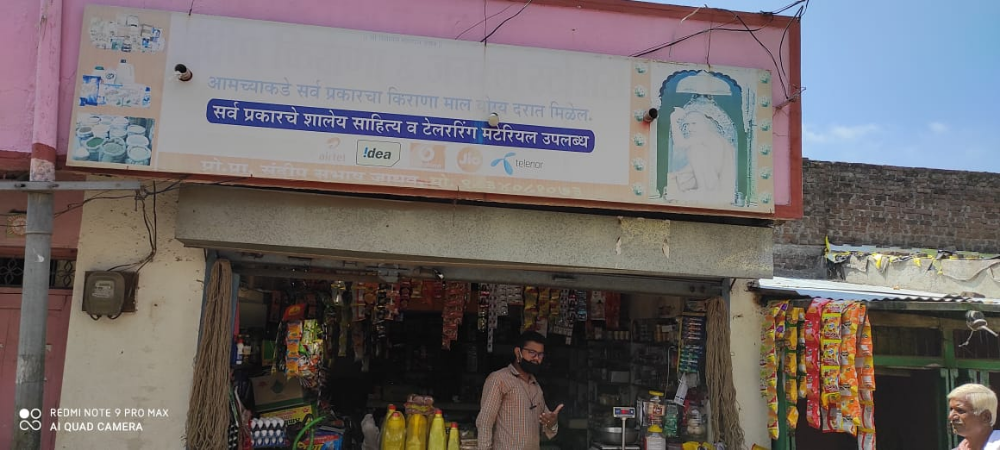 आमच्याकडे सर्व प्रकारचा किराणा माल योग्य दरात मिळेल.
सर्व प्रकारचे शालेय साहित्य व टेलररिंग मटेरियल उपलब्ध
airtel !dea Jio telenor
REDMI NOTE 9 PRO MAX
AI QUAD CAMERA